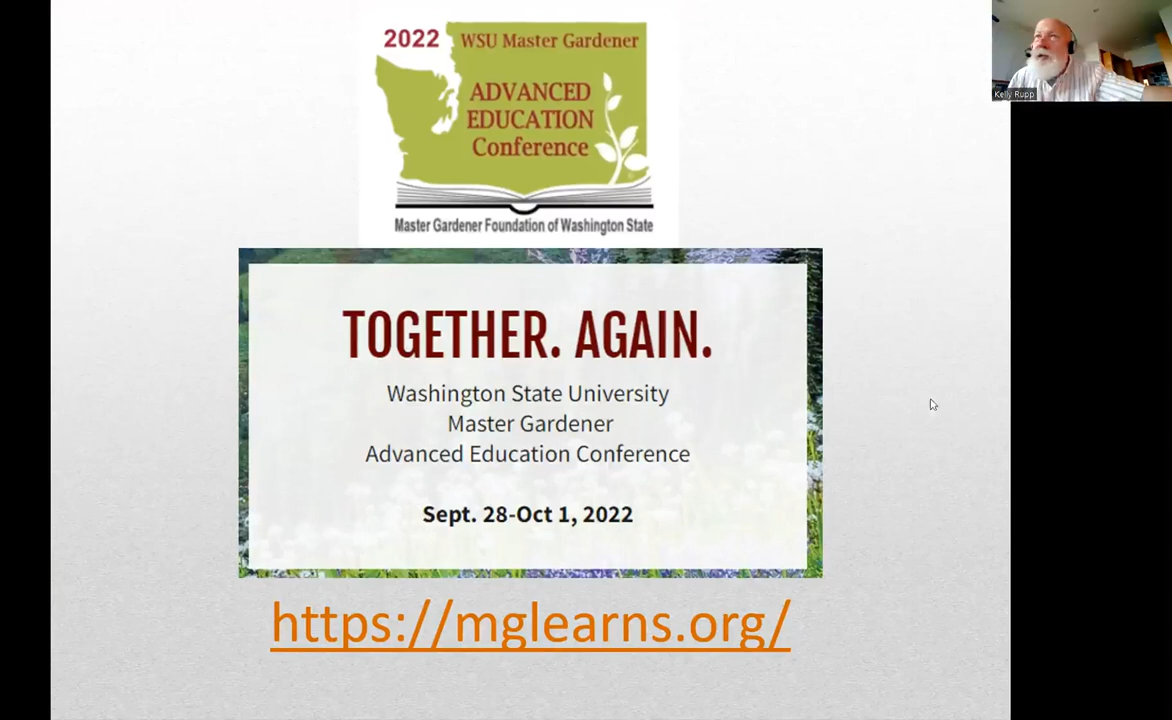 2022 WSU Master Gardener
ADVANCED
EDUCATION
Conference
Master Gardener Foundation of Washington State
TOGETHER. AGAIN.
Washington State University
Master Gardener
Advanced Education Conference
Sept. 28-Oct 1, 2022
https://mglearns.org/
Kelly Rupp